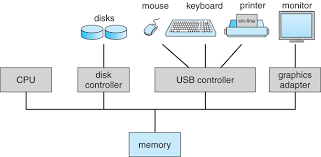 disks
mouse
keyboard
printer
monitor
on-line
CPU
disk
controller
USB controller
graphics
adapter
memory